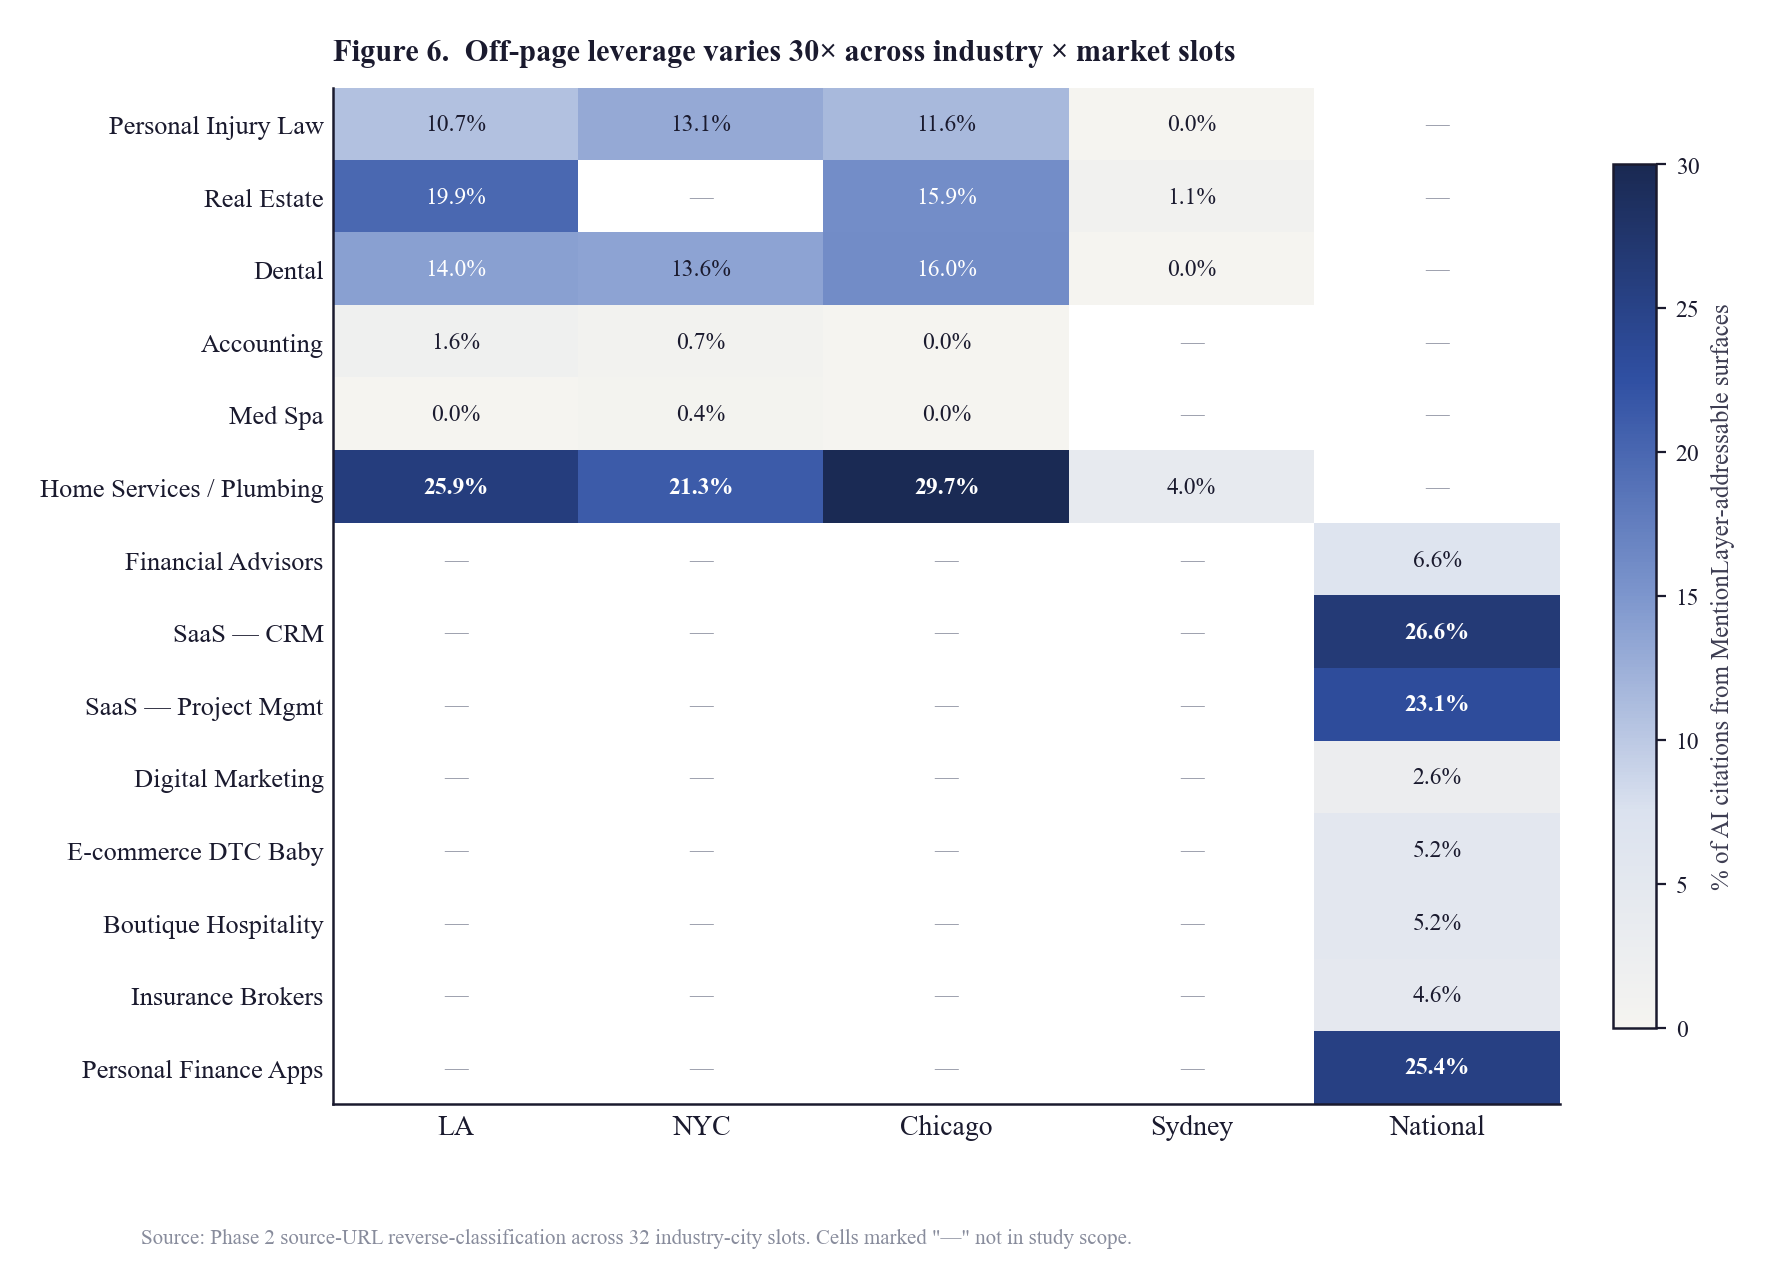 Figure 6.  Off-page leverage varies 30× across industry × market slots
Personal Injury Law 10.7% 13.1% 11.6% 0.0% —
Real Estate 19.9% — 15.9% 1.1% —
Dental 14.0% 13.6% 16.0% 0.0% —
Accounting 1.6% 0.7% 0.0% — —
Med Spa 0.0% 0.4% 0.0% — —
Home Services / Plumbing 25.9% 21.3% 29.7% 4.0% —
Financial Advisors — — — — 6.6%
SaaS — CRM — — — — 26.6%
SaaS — Project Mgmt — — — — 23.1%
Digital Marketing — — — — 2.6%
E-commerce DTC Baby — — — — 5.2%
Boutique Hospitality — — — — 5.2%
Insurance Brokers — — — — 4.6%
Personal Finance Apps — — — — 25.4%
LA NYC Chicago Sydney National
30
25
20
15
10
5
0
% of AI citations from MentionLayer-addressable surfaces
Source: Phase 2 source-URL reverse-classification across 32 industry-city slots. Cells marked "—" not in study scope.